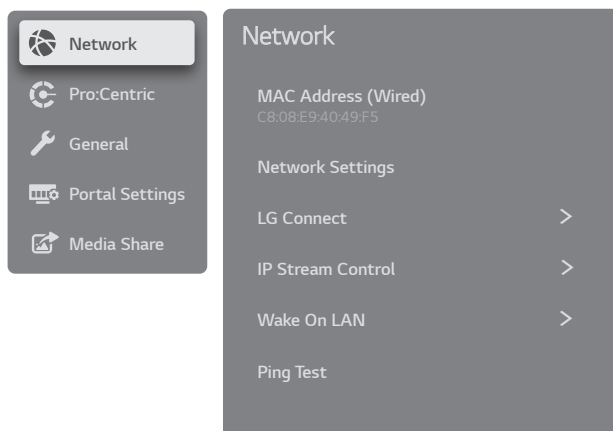 Network
Pro:Centric
General
Portal Settings
Media Share
Network
MAC Address (Wired)
C8:08:E9:40:49:F5
Network Settings
LG Connect >
IP Stream Control >
Wake On LAN >
Ping Test